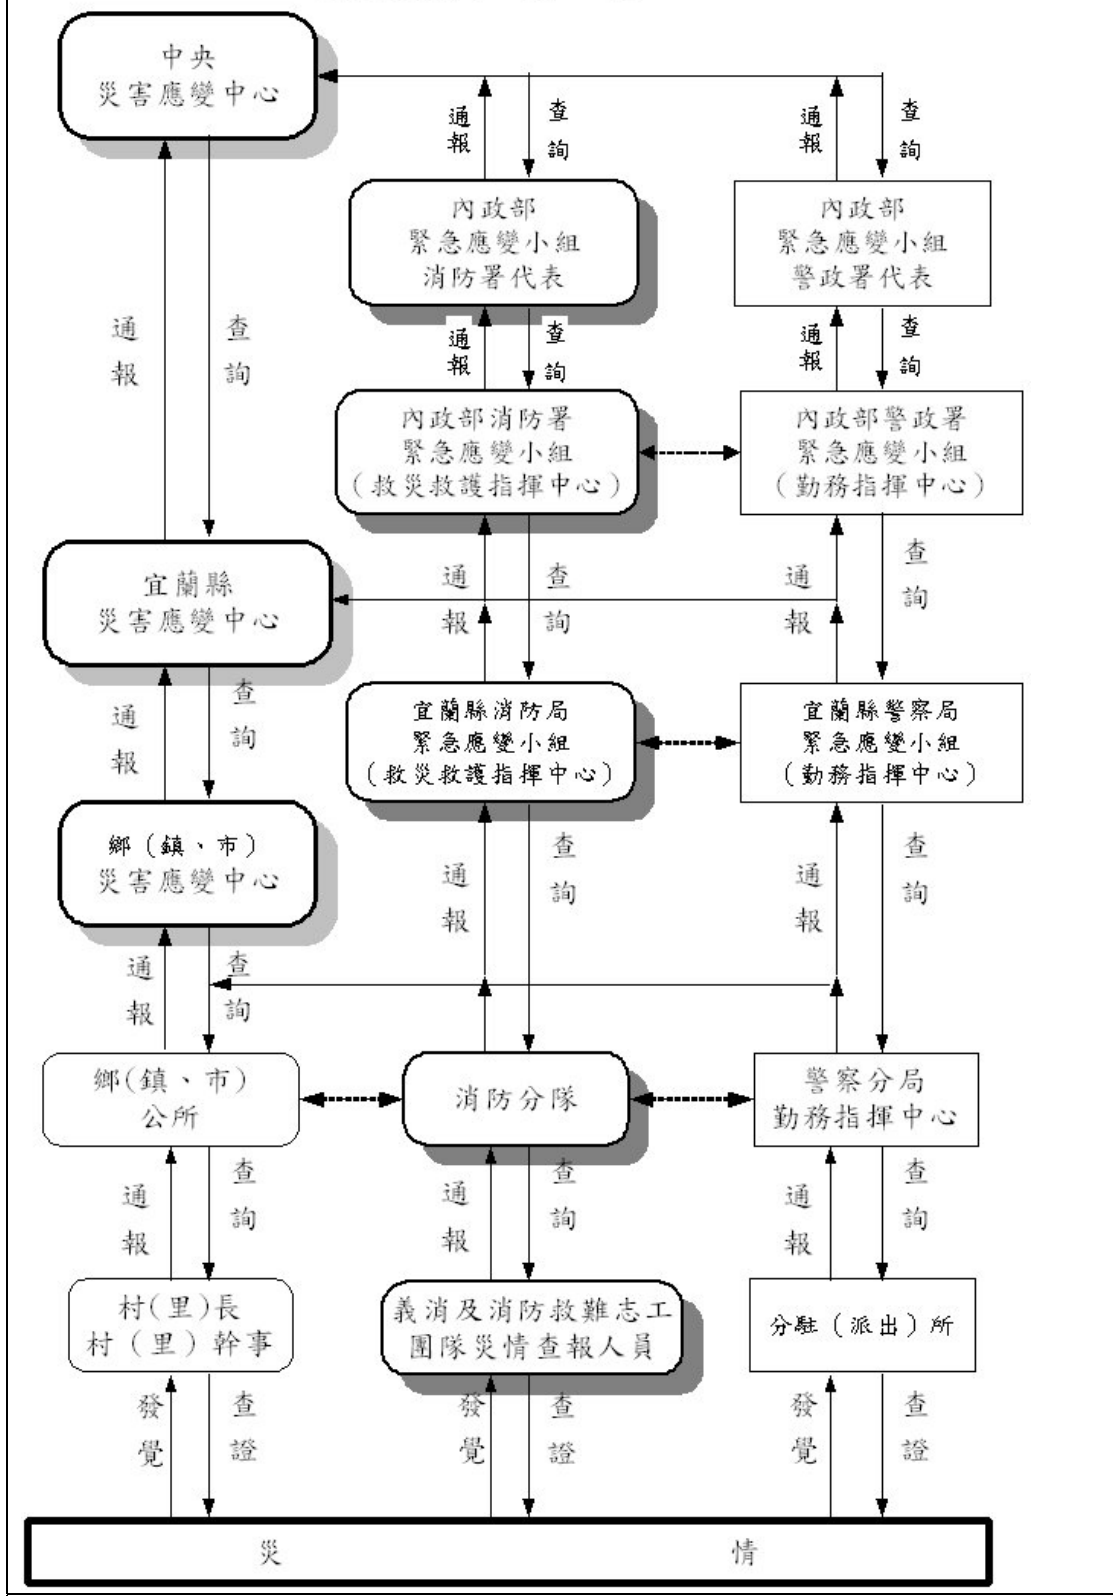 中央
災害應變中心
通報
查詢
通報
查詢
內政部
緊急應變小組
消防署代表
內政部
緊急應變小組
警政署代表
通報
查詢
通報
查詢
通報
查詢
內政部消防署
緊急應變小組
(救災救護指揮中心)
內政部警政署
緊急應變小組
(勤務指揮中心)
宜蘭縣
災害應變中心
通報
查詢
通報
查詢
通報
查詢
宜蘭縣消防局
緊急應變小組
(救災救護指揮中心)
宜蘭縣警察局
緊急應變小組
(勤務指揮中心)
鄉(鎮、市)
災害應變中心
通報
查詢
通報
查詢
通報
查詢
鄉(鎮、市)
公所
消防分隊
警察分局
勤務指揮中心
通報
查詢
通報
查詢
通報
查詢
村(里)長
村(里)幹事
義消及消防救難志工
團隊災情查報人員
分駐(派出)所
發覺
查證
發覺
查證
發覺
查證
災情